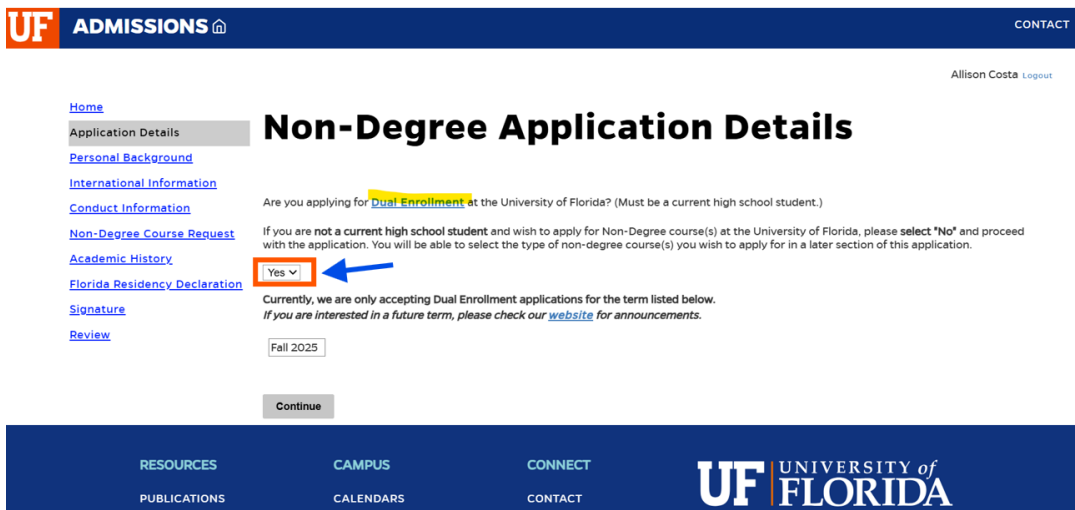 UF ADMISSIONS CONTACT
Allison Costa Logout
Home
Application Details
Personal Background
International Information
Conduct Information
Non-Degree Course Request
Academic History
Florida Residency Declaration
Signature
Review
Non-Degree Application Details
Are you applying for Dual Enrollment at the University of Florida? (Must be a current high school student.)
If you are not a current high school student and wish to apply for Non-Degree course(s) at the University of Florida, please select "No" and proceed
with the application. You will be able to select the type of non-degree course(s) you wish to apply for in a later section of this application.
Yes
Currently, we are only accepting Dual Enrollment applications for the term listed below.
If you are interested in a future term, please check our website for announcements.
Fall 2025
Continue
RESOURCES
PUBLICATIONS
CAMPUS
CALENDARS
CONNECT
CONTACT
UF UNIVERSITY of
FLORIDA